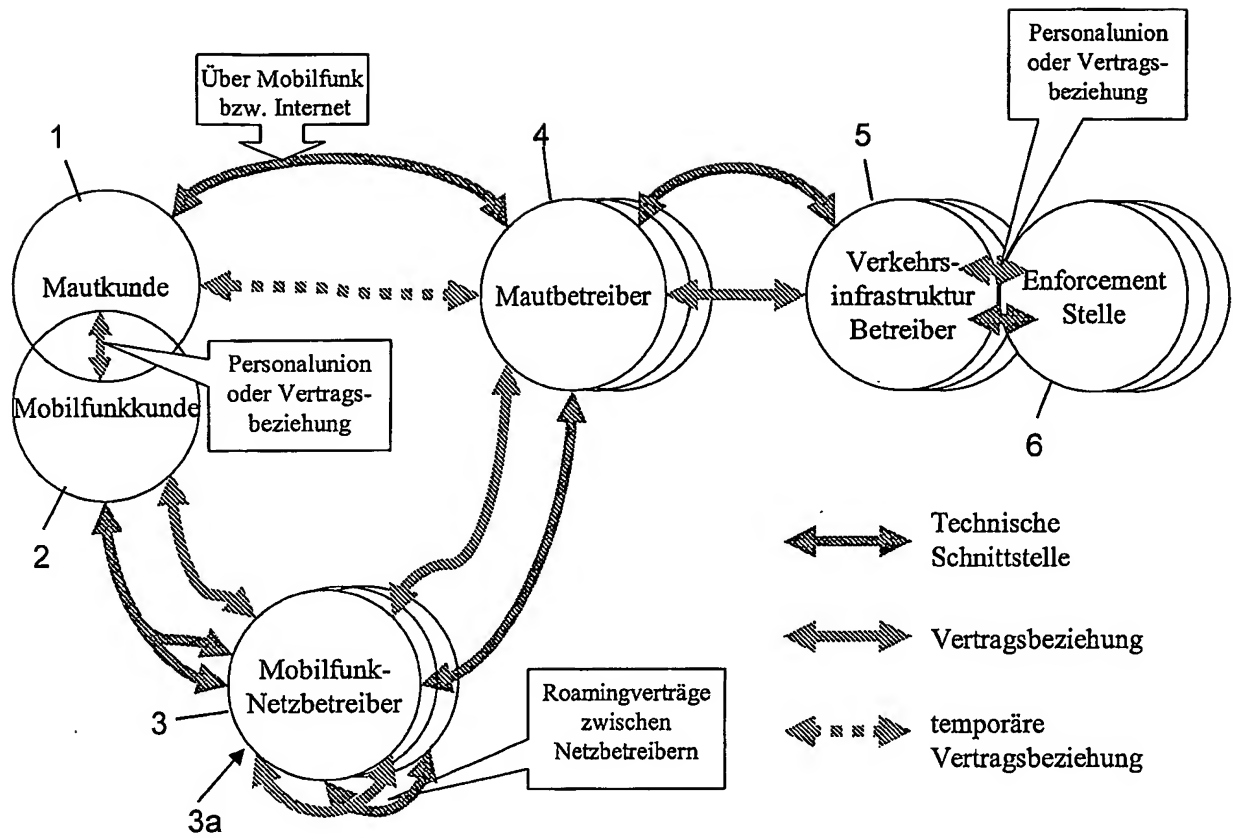 Personalunion
oder Vertrags-
beziehung
Über Mobilfunk
bzw. Internet
1
4
5
Mautkunde
Mautbetreiber
Verkehrs-
infrastruktur
Betreiber
Enforcement
Stelle
Personalunion
oder Vertrags-
beziehung
Mobilfunkkunde
6
2
Technische
Schnittstelle
Vertragsbeziehung
temporäre
Vertragsbeziehung
Mobilfunk-
Netzbetreiber
3
3a
Roamingverträge
zwischen
Netzbetreibern